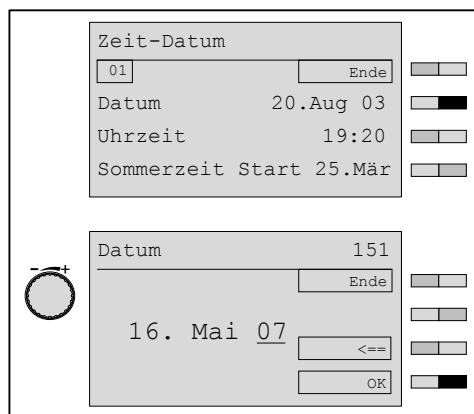 Zeit-Datum
01 Ende
Datum 20.Aug 03
Uhrzeit 19:20
Sommerzeit Start 25.Mär
Datum 151
- +
Ende
16. Mai 07
<==
OK